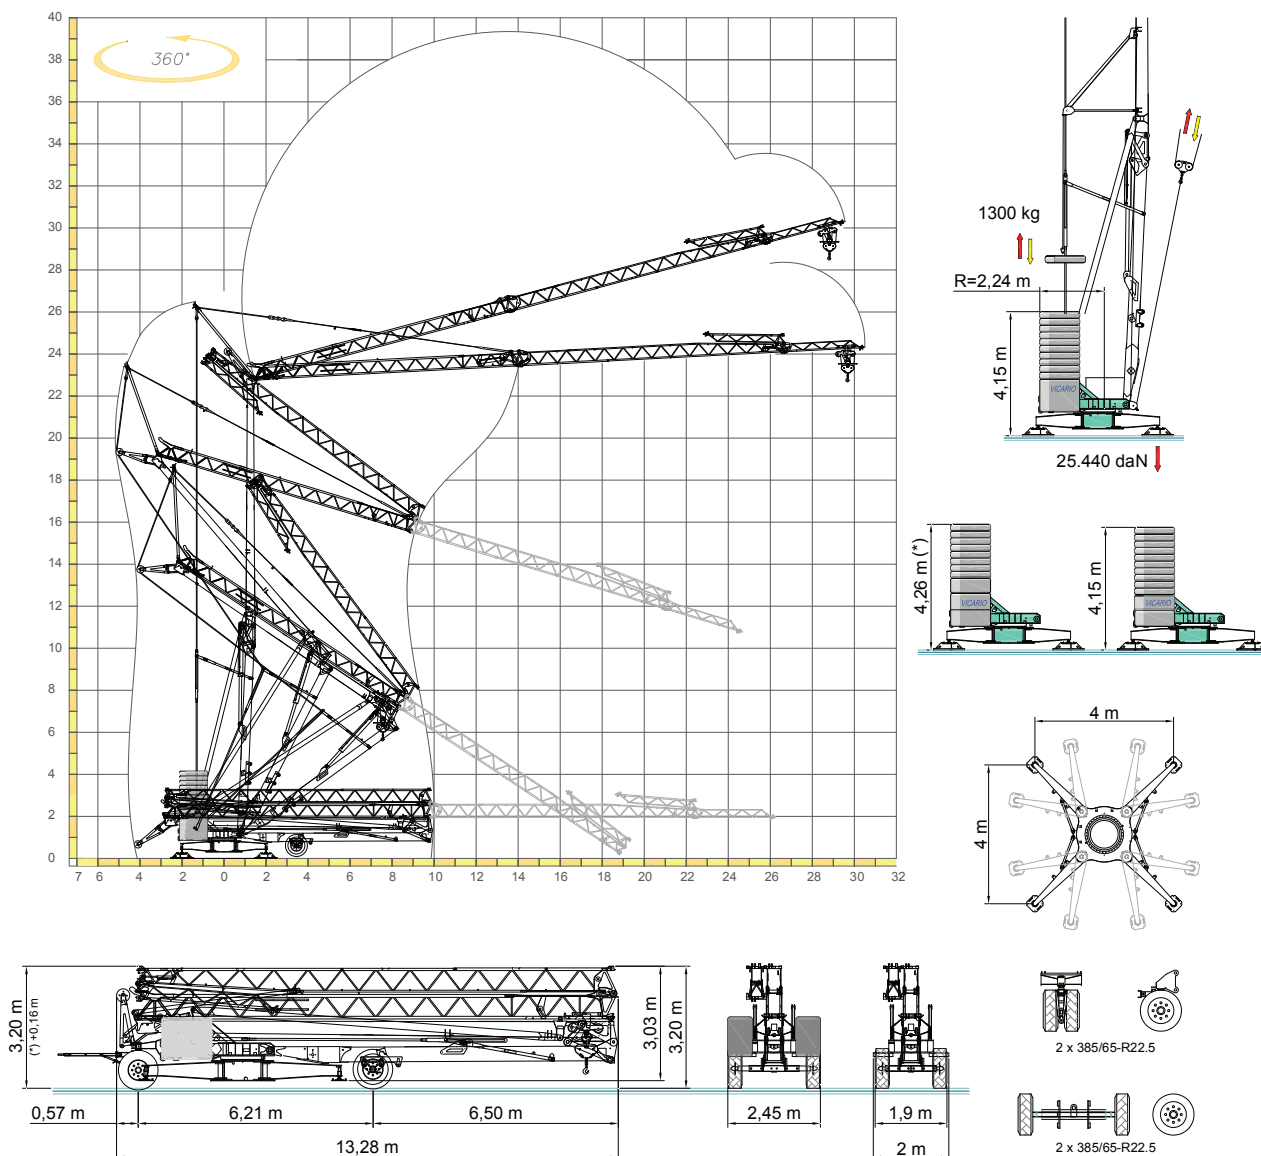 40
38
36
34
32
30
28
26
24
22
20
18
16
14
12
10
8
6
4
2
0
360°
7 6 4 2 0 2 4 6 8 10 12 14 16 18 20 22 24 26 28 30 32
1300 kg
R=2,24 m
4,15 m
VICARIO
25.440 daN
4,26 m (*)
VICARIO
4,15 m
VICARIO
4 m
4 m
3,20 m
(*) +0,16 m
3,03 m
3,20 m
0,57 m
6,21 m
6,50 m
13,28 m
2,45 m
1,9 m
2 m
2 x 385/65-R22.5
2 x 385/65-R22.5